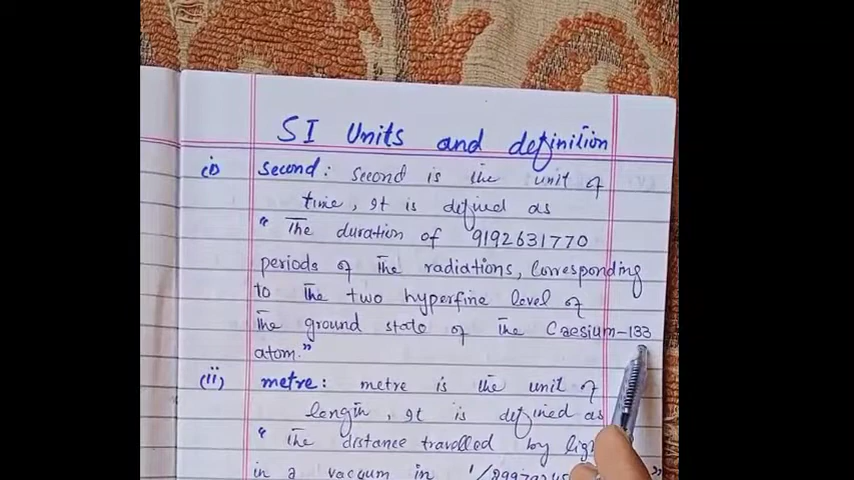 SI Units and definition
(i) Second: Second is the unit of
time, It is defined as
" The duration of 9192631770
periods of the radiations, Corresponding
to the two hyperfine level of
the ground state of the Caesium-133
atom."
(ii) metre: metre is the unit of
length, It is defined as
" the distance travelled by
in a vacuum in